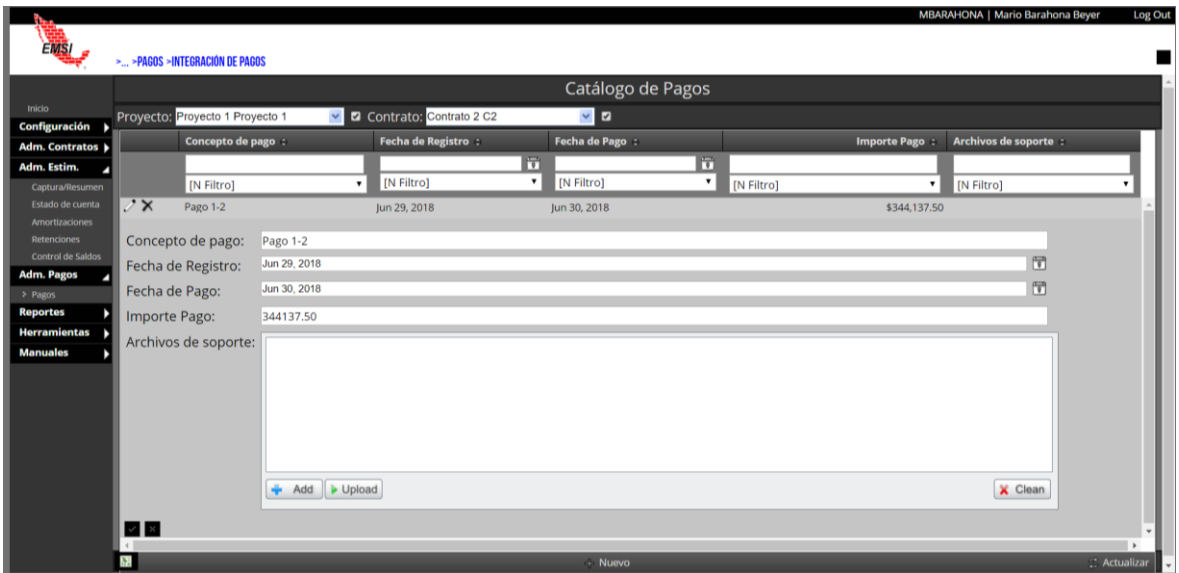 MBARAHONA | Mario Barahona Beyer Log Out
EMSI
>... >PAGOS >INTEGRACIÓN DE PAGOS
Catálogo de Pagos
Inicio
Configuración
Adm. Contratos
Adm. Estim.
Captura/Resumen
Estado de cuenta
Amortizaciones
Retenciones
Control de Saldos
Adm. Pagos
> Pagos
Reportes
Herramientas
Manuales
Proyecto: Proyecto 1 Proyecto 1 Contrato: Contrato 2 C2
Concepto de pago Fecha de Registro Fecha de Pago Importe Pago Archivos de soporte
[N Filtro] [N Filtro] [N Filtro] [N Filtro] [N Filtro]
Pago 1-2 Jun 29, 2018 Jun 30, 2018 $344,137.50
Concepto de pago: Pago 1-2
Fecha de Registro: Jun 29, 2018
Fecha de Pago: Jun 30, 2018
Importe Pago: 344137.50
Archivos de soporte:
Add Upload Clean
Nuevo Actualizar